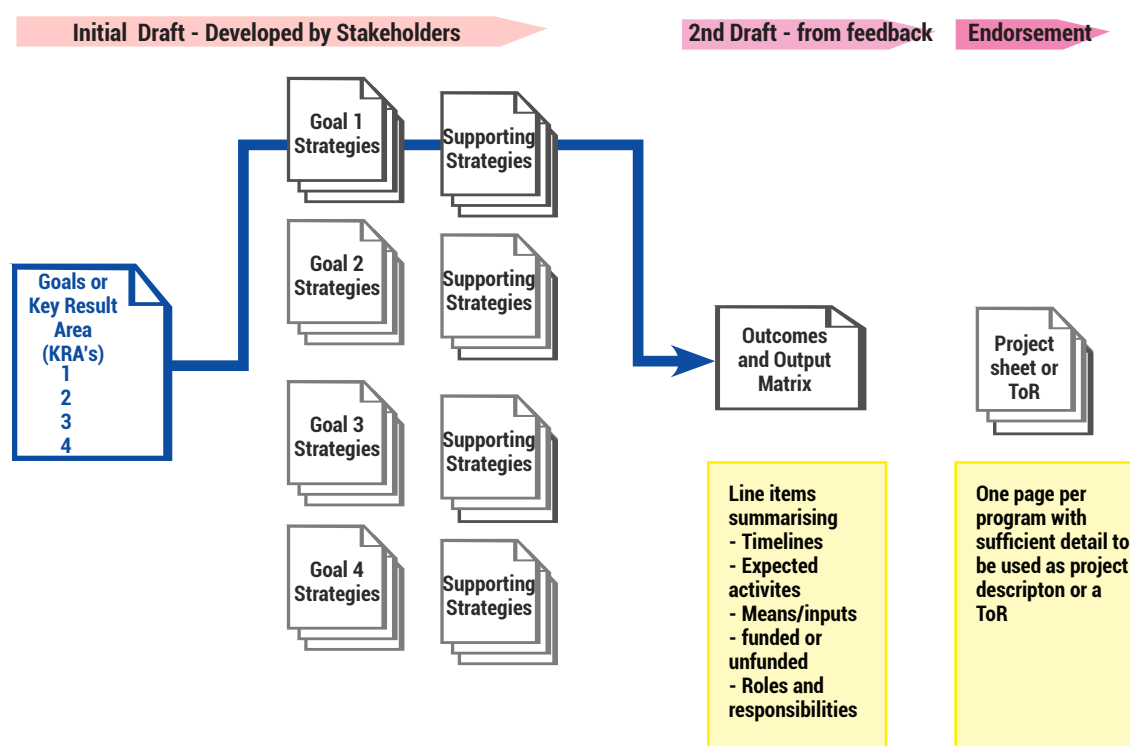 Initial  Draft - Developed by Stakeholders
2nd Draft - from feedback
Endorsement
Goals or
Key Result
Area
(KRA's)
1
2
3
4
Goal 1
Strategies
Supporting
Strategies
Goal 2
Strategies
Supporting
Strategies
Goal 3
Strategies
Supporting
Strategies
Goal 4
Strategies
Supporting
Strategies
Outcomes
and Output
Matrix
Project
sheet or
ToR
Line items
summarising
- Timelines
- Expected
activites
- Means/inputs
- funded or
unfunded
- Roles and
responsibilities
One page per
program with
sufficient detail to
be used as project
descripton or a
ToR